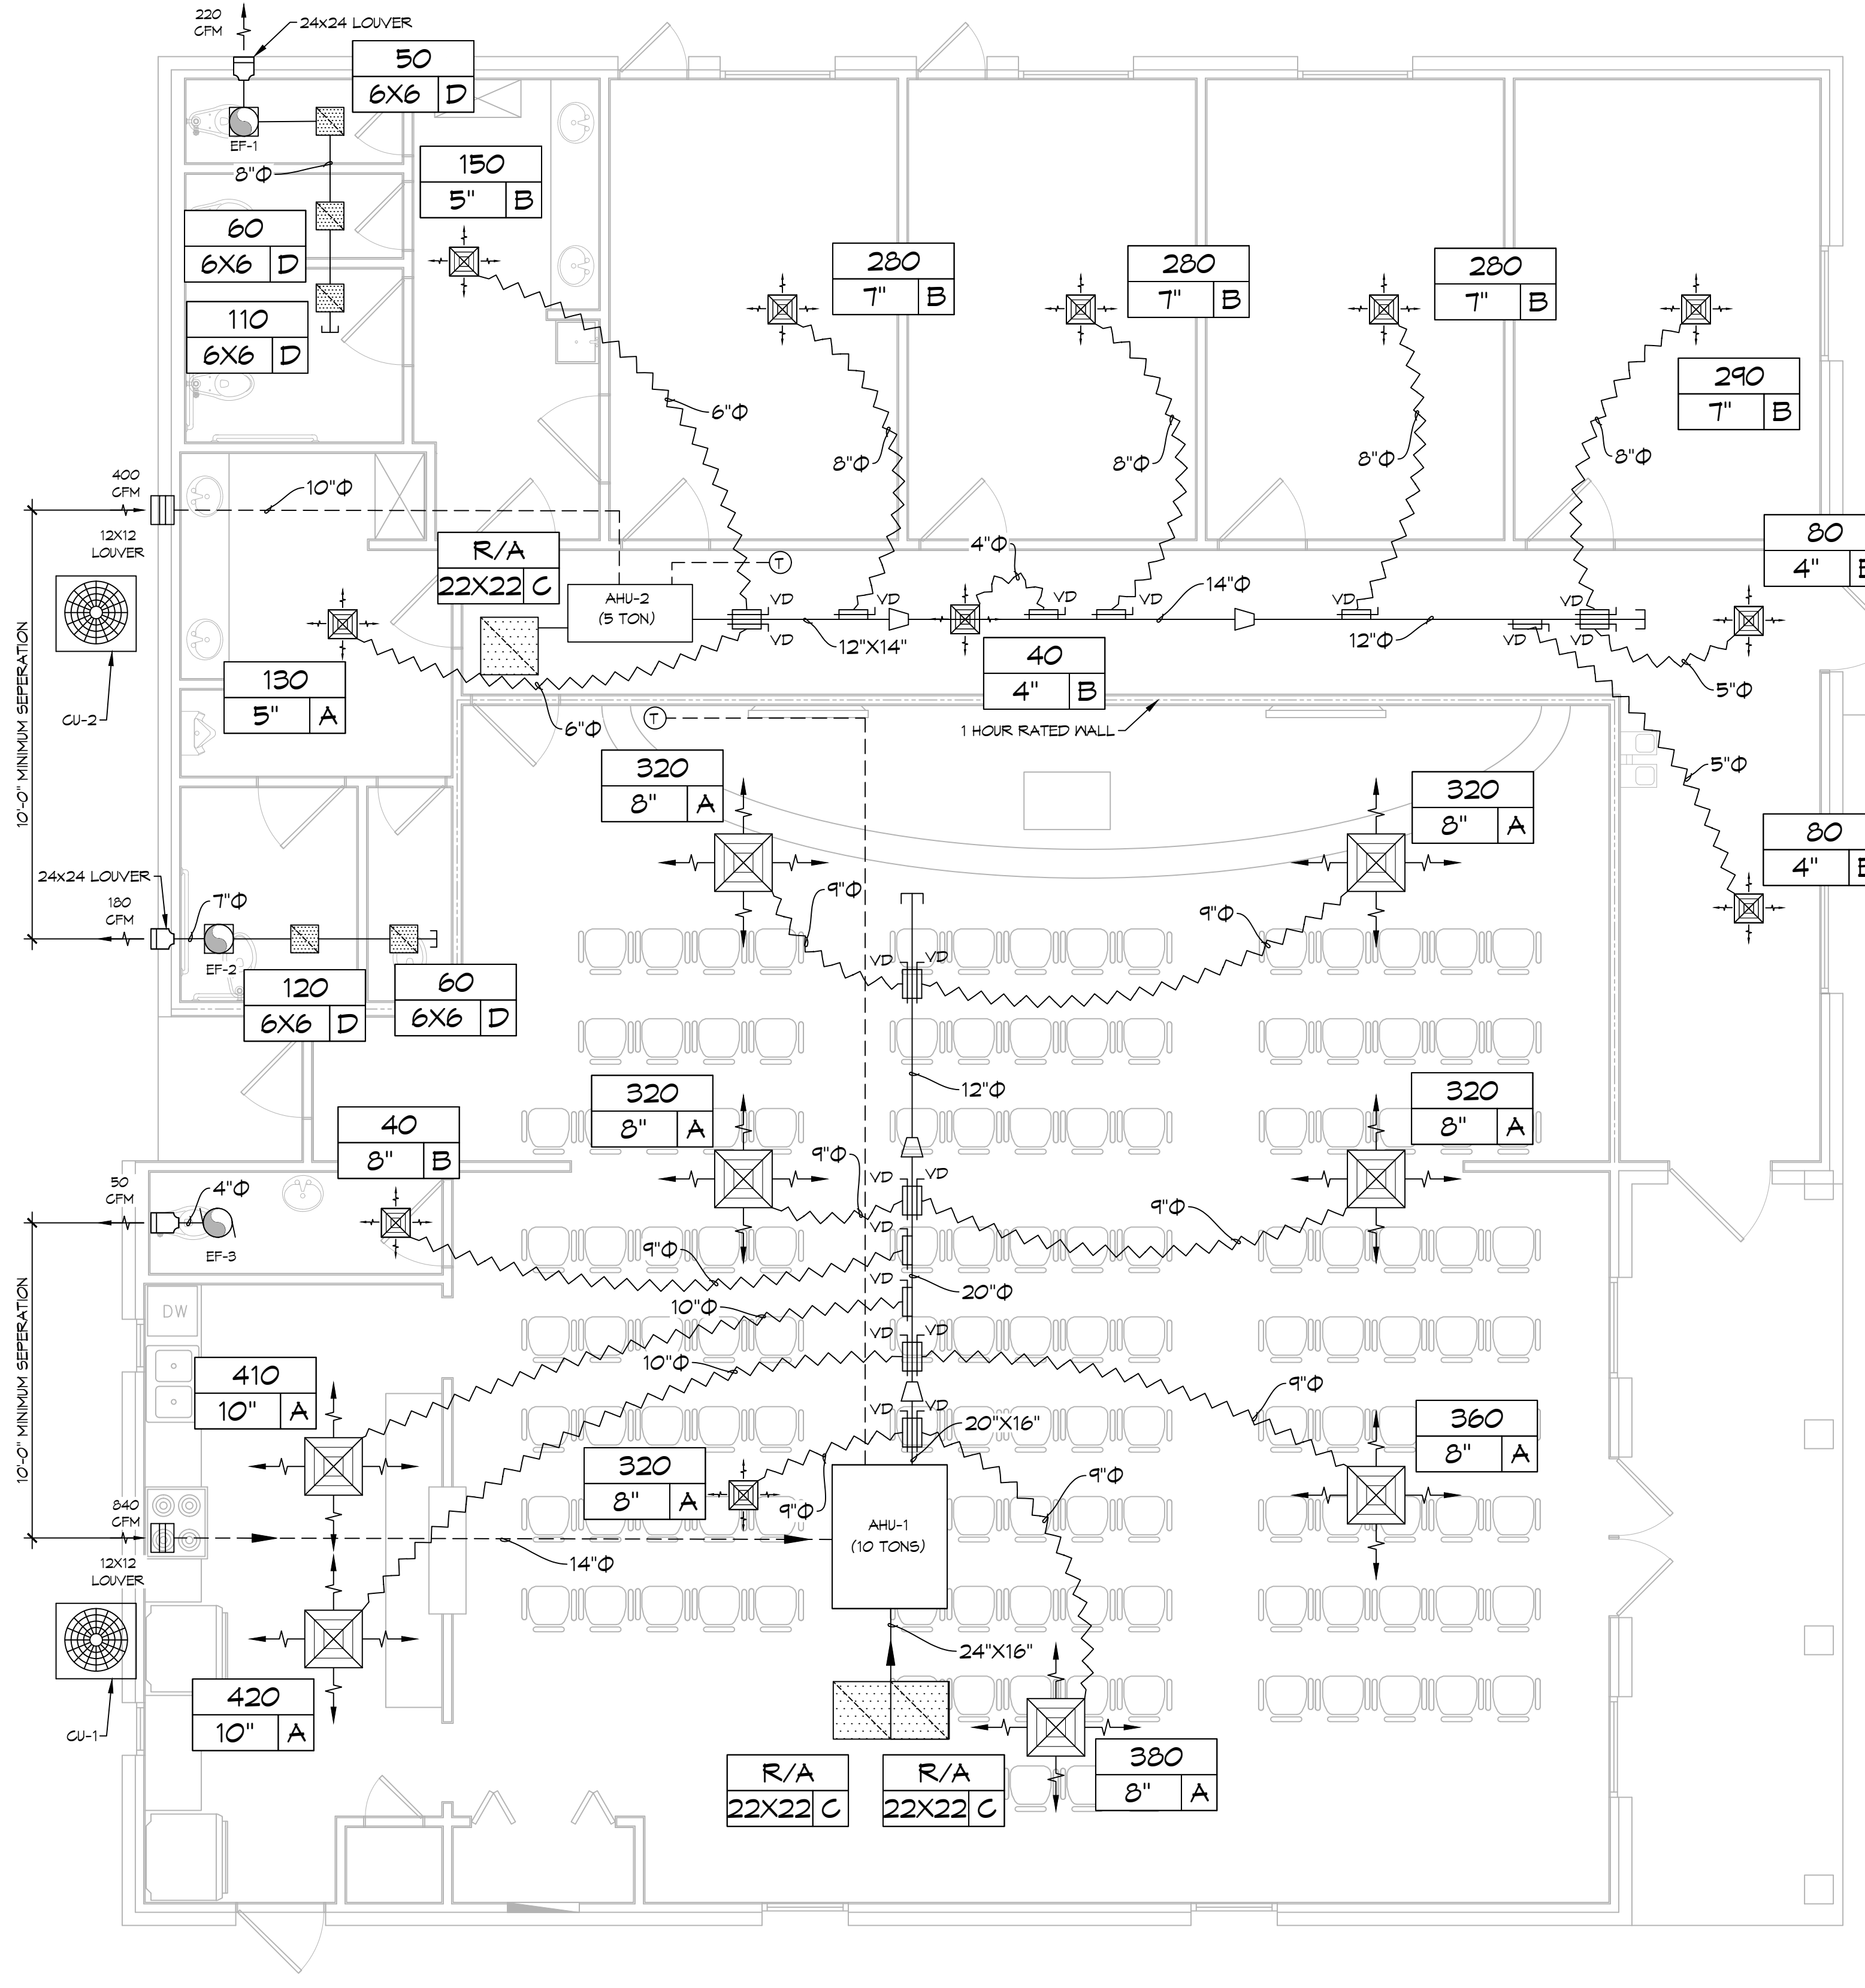 220
CFM
24x24 LOUVER
50
6X6 D
EF-1
8"Φ
150
5" B
60
6X6 D
110
6X6 D
280
7" B
280
7" B
280
7" B
290
7" B
6"Φ
8"Φ
8"Φ
8"Φ
8"Φ
400
CFM
10"Φ
12X12
LOUVER
R/A
22X22 C
T
4"Φ
80
4"
AHU-2
(5 TON)
VD
VD
VD
VD
VD
VD
VD
VD
VD
14"Φ
12"X14"
12"Φ
40
4" B
5"Φ
10'-0" MINIMUM SEPERATION
CU-2
130
5" A
6"Φ
T
1 HOUR RATED WALL
320
8" A
320
8" A
5"Φ
80
4"
24x24 LOUVER
180
CFM
7"Φ
EF-2
9"Φ
9"Φ
VD
VD
120
6X6 D
60
6X6 D
12"Φ
320
8" A
320
8" A
40
8" B
50
CFM
4"Φ
EF-3
9"Φ
VD
VD
9"Φ
VD
9"Φ
VD
20"Φ
10"Φ
VD
VD
10"Φ
9"Φ
DW
410
10" A
10'-0" MINIMUM SEPERATION
VD
VD
20"X16"
360
8" A
320
8" A
9"Φ
9"Φ
840
CFM
12X12
LOUVER
14"Φ
AHU-1
(10 TONS)
24"X16"
CU-1
420
10" A
R/A
22X22 C
R/A
22X22 C
380
8" A